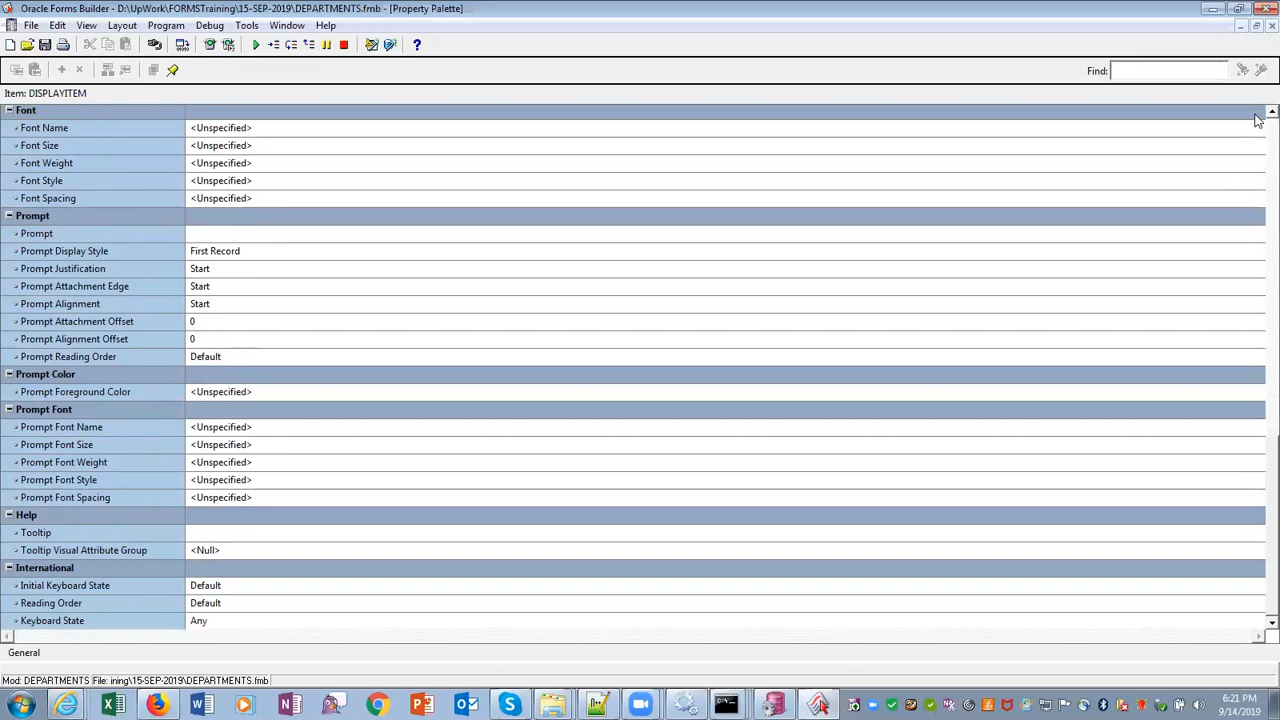 Oracle Forms Builder - D:\UpWork\FORMSTraining\15-SEP-2019\DEPARTMENTS.fmb - [Property Palette]
File Edit View Layout Program Debug Tools Window Help
Find:
Item: DISPLAYITEM
Font
Font Name <Unspecified>
Font Size <Unspecified>
Font Weight <Unspecified>
Font Style <Unspecified>
Font Spacing <Unspecified>
Prompt
Prompt
Prompt Display Style First Record
Prompt Justification Start
Prompt Attachment Edge Start
Prompt Alignment Start
Prompt Attachment Offset 0
Prompt Alignment Offset 0
Prompt Reading Order Default
Prompt Color
Prompt Foreground Color <Unspecified>
Prompt Font
Prompt Font Name <Unspecified>
Prompt Font Size <Unspecified>
Prompt Font Weight <Unspecified>
Prompt Font Style <Unspecified>
Prompt Font Spacing <Unspecified>
Help
Tooltip
Tooltip Visual Attribute Group <Null>
International
Initial Keyboard State Default
Reading Order Default
Keyboard State Any
General
Mod: DEPARTMENTS File: ining\15-SEP-2019\DEPARTMENTS.fmb
6:21 PM
9/14/2019